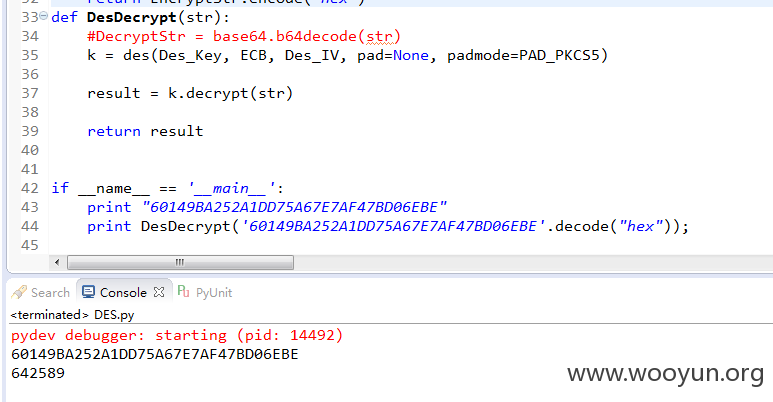 32     return EncryptStr.encode('hex')
33 def DesDecrypt(str):
34     #DecryptStr = base64.b64decode(str)
35     k = des(Des_Key, ECB, Des_IV, pad=None, padmode=PAD_PKCS5)
36
37     result = k.decrypt(str)
38
39     return result
40
41
42 if __name__ == '__main__':
43     print "60149BA252A1DD75A67E7AF47BD06EBE"
44     print DesDecrypt('60149BA252A1DD75A67E7AF47BD06EBE'.decode("hex"));
45
Search Console PyUnit
<terminated> DES.py
pydev debugger: starting (pid: 14492)
60149BA252A1DD75A67E7AF47BD06EBE
642589
www.wooyun.org